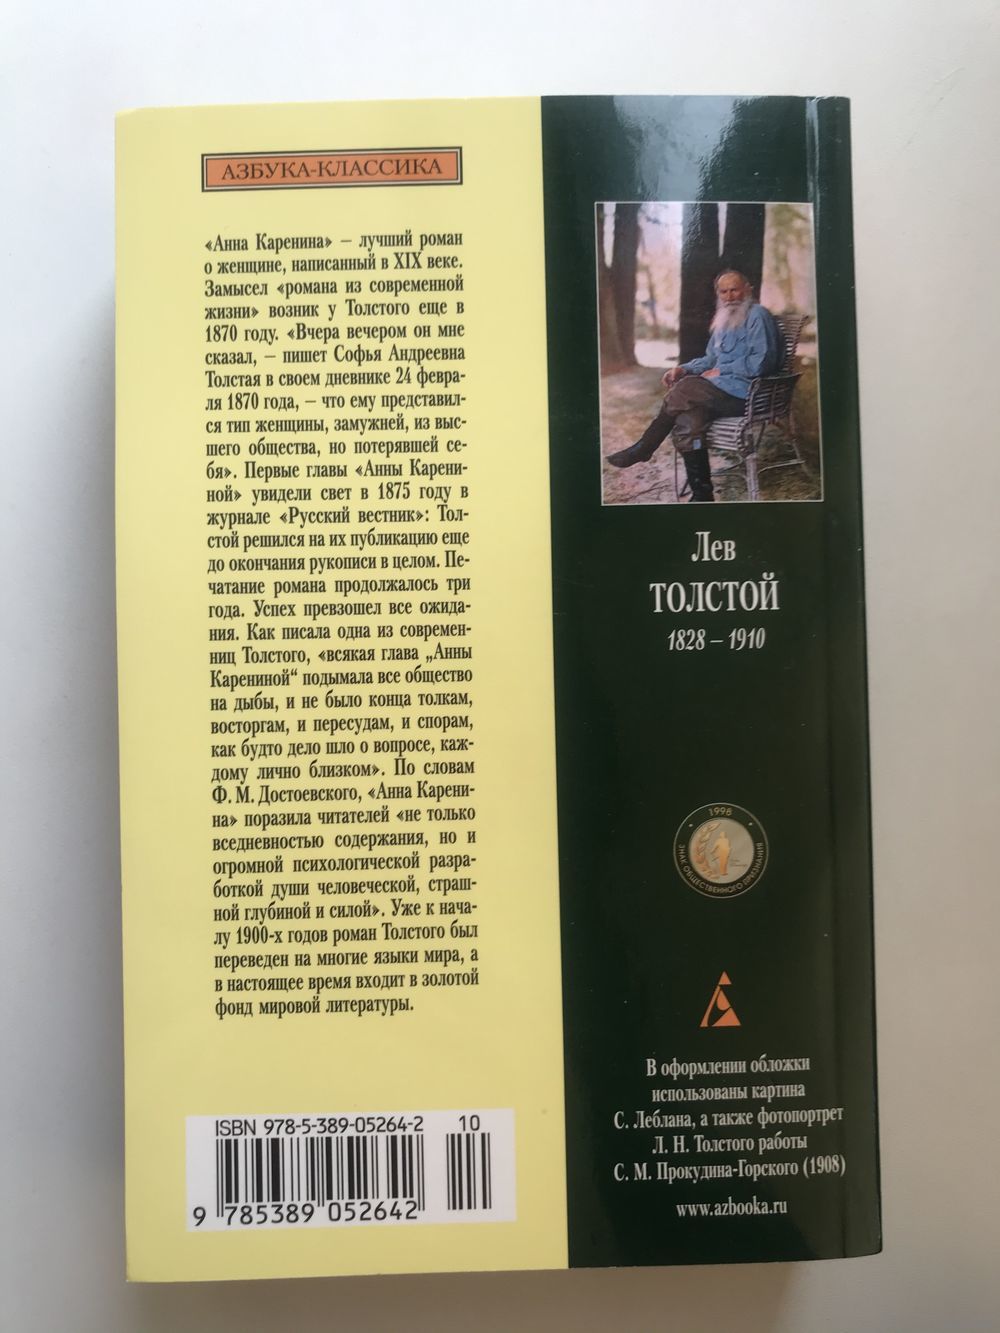 АЗБУКА-КЛАССИКА
«Анна Каренина» – лучший роман
о женщине, написанный в XIX веке.
Замысел «романа из современной
жизни» возник у Толстого еще в
1870 году. «Вчера вечером он мне
сказал, – пишет Софья Андреевна
Толстая в своем дневнике 24 февра-
ля 1870 года, – что ему представил-
ся тип женщины, замужней, из выс-
шего общества, но потерявшей се-
бя». Первые главы «Анны Карени-
ной» увидели свет в 1875 году в
журнале «Русский вестник»: Тол-
стой решился на их публикацию еще
до окончания рукописи в целом. Пе-
чатание романа продолжалось три
года. Успех превзошел все ожида-
ния. Как писала одна из современ-
ниц Толстого, «всякая глава „Анны
Карениной“ подымала все общество
на дыбы, и не было конца толкам,
восторгам, и пересудам, и спорам,
как будто дело шло о вопросе, каж-
дому лично близком». По словам
Ф. М. Достоевского, «Анна Карени-
на» поразила читателей «не только
вседневностью содержания, но и
огромной психологической разра-
боткой души человеческой, страш-
ной глубиной и силой». Уже к нача-
лу 1900-х годов роман Толстого был
переведен на многие языки мира, а
в настоящее время входит в золотой
фонд мировой литературы.
ISBN 978-5-389-05264-2 10
9 785389 052642
Лев
ТОЛСТОЙ
1828 – 1910
• 1998 •
ЗНАК ОБЩЕСТВЕННОГО ПРИЗНАНИЯ
В оформлении обложки
использованы картина
С. Леблана, а также фотопортрет
Л. Н. Толстого работы
С. М. Прокудина-Горского (1908)
www.azbooka.ru